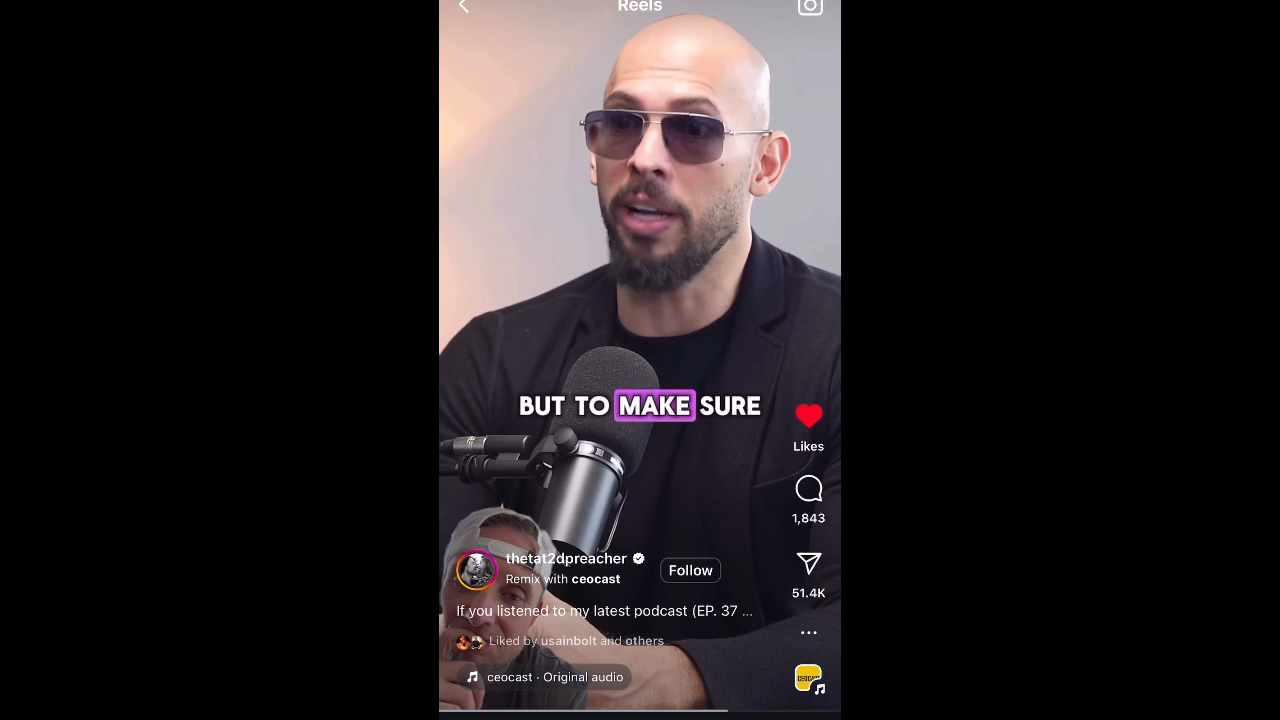 Reels
BUT TO MAKE SURE
Likes
1,843
thetat2dpreacher
Remix with ceocast
Follow
51.4K
If you listened to my latest podcast (EP. 37 ...
Liked by usainbolt and others
ceocast · Original audio
CEOCAST